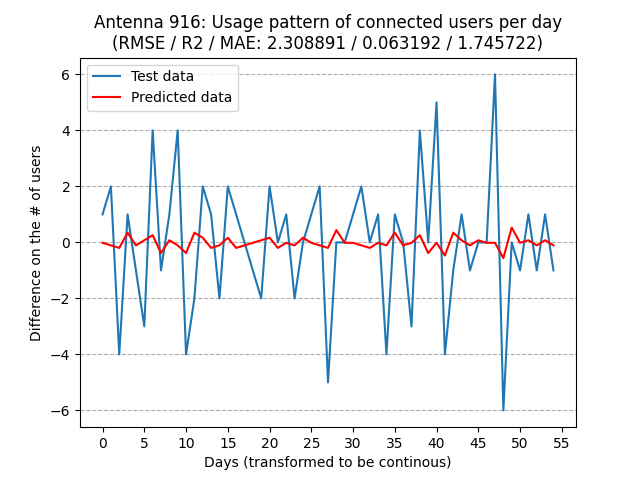 Antenna 916: Usage pattern of connected users per day
(RMSE / R2 / MAE: 2.308891 / 0.063192 / 1.745722)
Test data
Predicted data
Difference on the # of users
6
4
2
0
−2
−4
−6
0 5 10 15 20 25 30 35 40 45 50 55
Days (transformed to be continous)